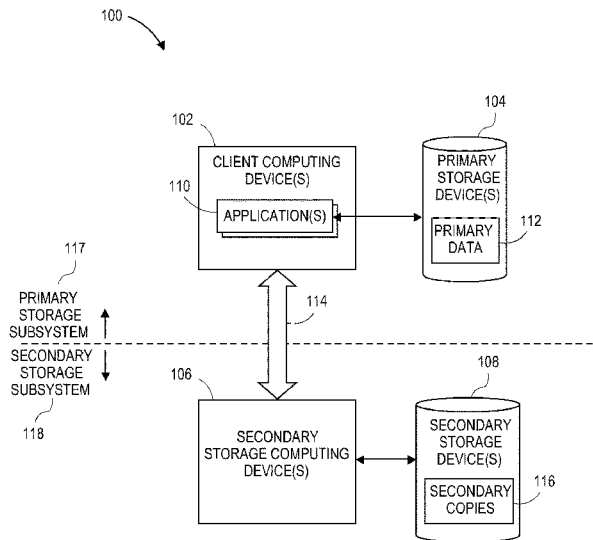 100
102
104
CLIENT COMPUTING
DEVICE(S)
110
APPLICATION(S)
PRIMARY
STORAGE
DEVICE(S)
PRIMARY
DATA
112
117
PRIMARY
STORAGE
SUBSYSTEM
114
SECONDARY
STORAGE
SUBSYSTEM
118
106
108
SECONDARY
STORAGE COMPUTING
DEVICE(S)
SECONDARY
STORAGE
DEVICE(S)
SECONDARY
COPIES
116